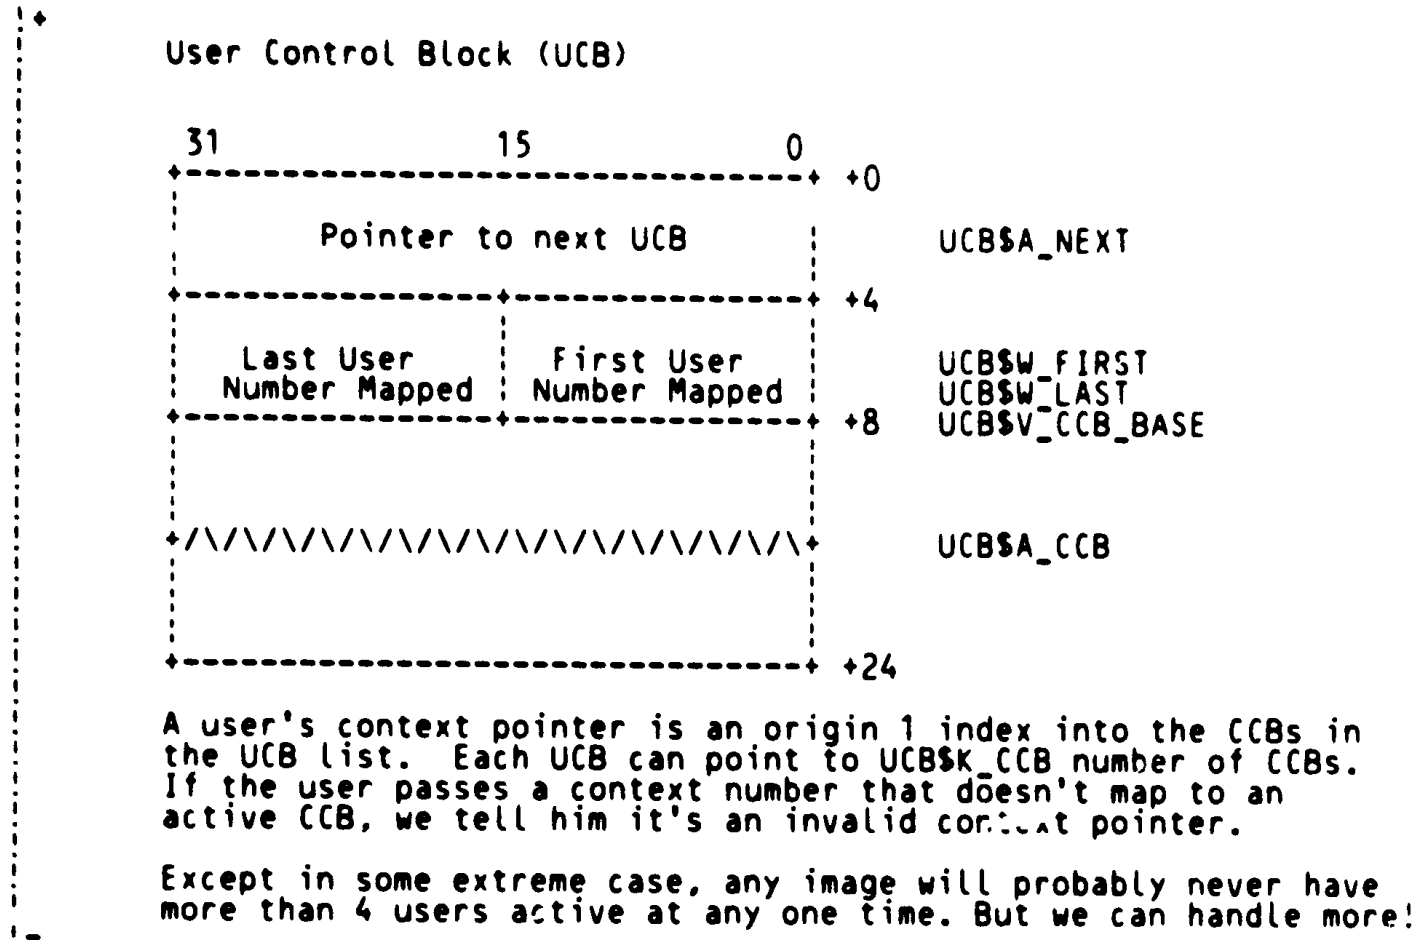 !+
User Control Block (UCB)
31 15 0
+--------------------------------+ +0
Pointer to next UCB UCB$A_NEXT
+----------------+---------------+ +4
Last User First User UCB$W_FIRST
Number Mapped Number Mapped UCB$W_LAST
+----------------+---------------+ +8 UCB$V_CCB_BASE
+/\/\/\/\/\/\/\/\/\/\/\/\/\/\/\/\+ UCB$A_CCB
+--------------------------------+ +24
A user's context pointer is an origin 1 index into the CCBs in
the UCB list. Each UCB can point to UCB$K_CCB number of CCBs.
If the user passes a context number that doesn't map to an
active CCB, we tell him it's an invalid pointer.
Except in some extreme case, any image will probably never have
more than 4 users active at any one time. But we can handle more!
!-